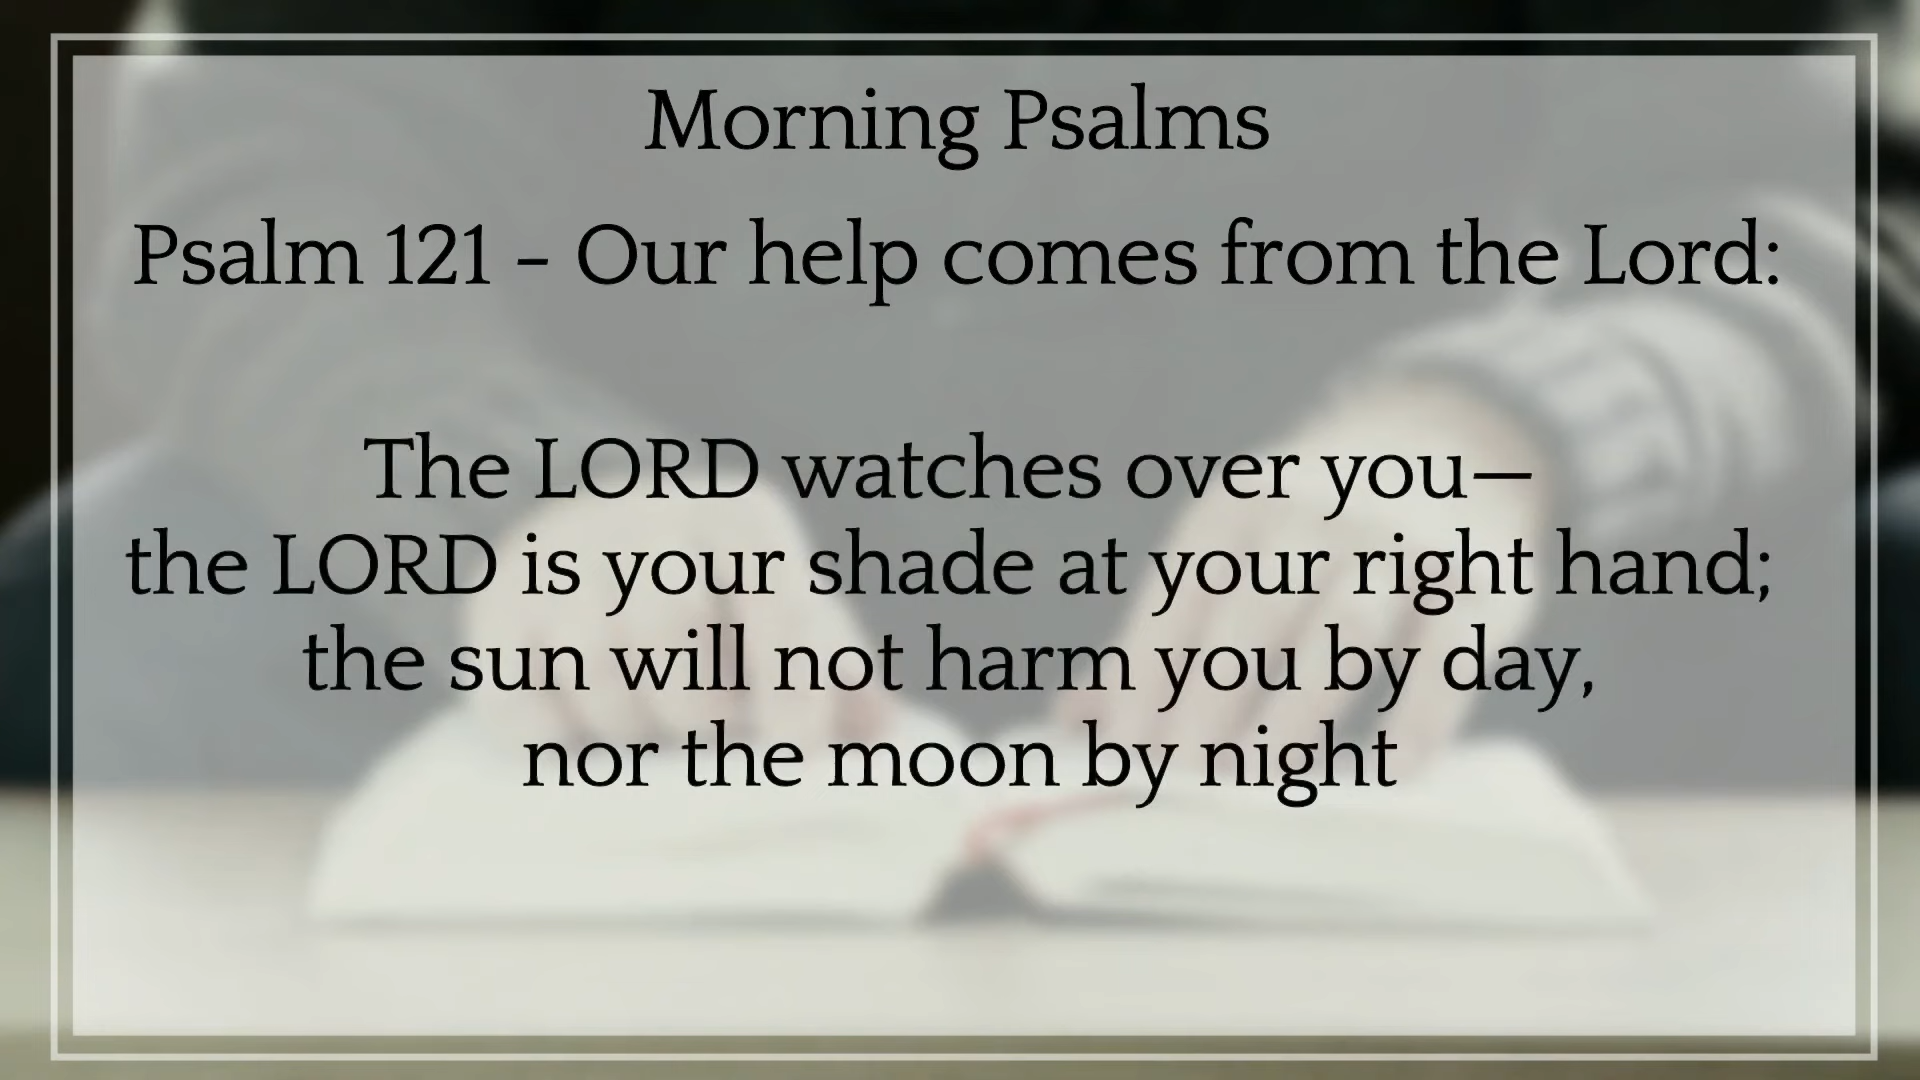 Morning Psalms
Psalm 121 – Our help comes from the Lord:
The LORD watches over you—
the LORD is your shade at your right hand;
the sun will not harm you by day,
nor the moon by night